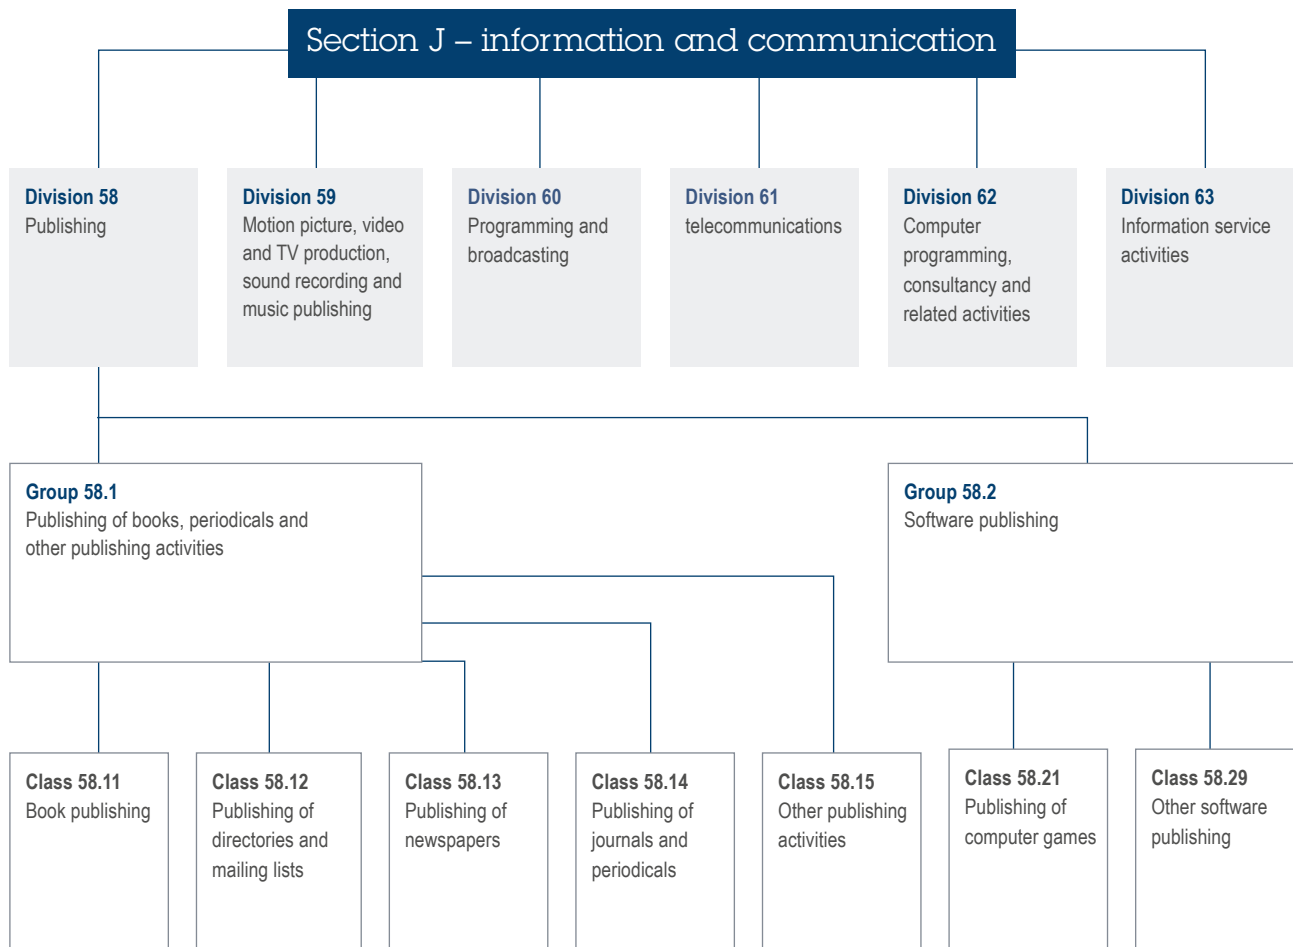 Section J – information and communication
Division 58
Publishing
Division 59
Motion picture, video
and TV production,
sound recording and
music publishing
Division 60
Programming and
broadcasting
Division 61
telecommunications
Division 62
Computer
programming,
consultancy and
related activities
Division 63
Information service
activities
Group 58.1
Publishing of books, periodicals and
other publishing activities
Group 58.2
Software publishing
Class 58.11
Book publishing
Class 58.12
Publishing of
directories and
mailing lists
Class 58.13
Publishing of
newspapers
Class 58.14
Publishing of
journals and
periodicals
Class 58.15
Other publishing
activities
Class 58.21
Publishing of
computer games
Class 58.29
Other software
publishing